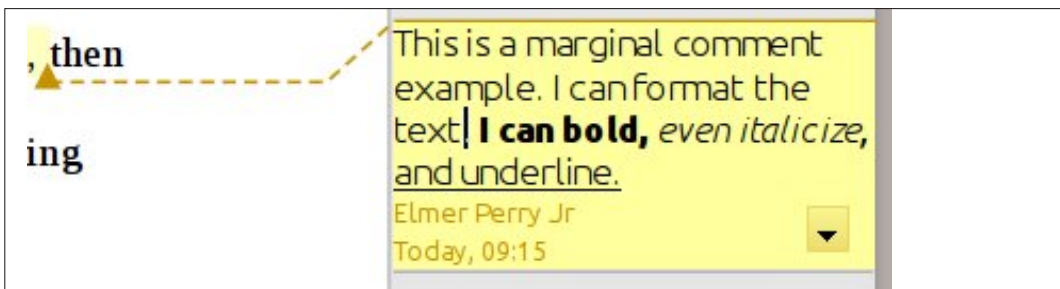 , then
ing
This is a marginal comment
example. I can format the
text. I can bold, even italicize,
and underline.
Elmer Perry Jr
Today, 09:15